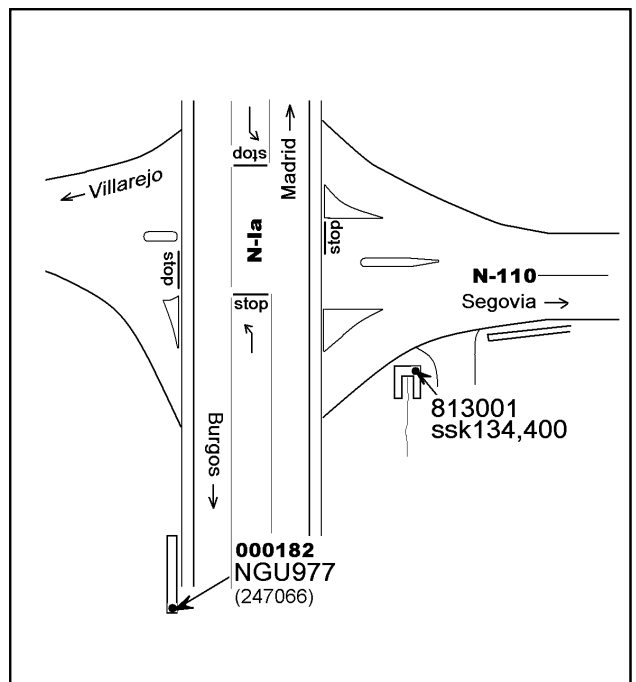 stop
Madrid
Villarejo
N-Ia
stop
stop
N-110
Segovia
stop
813001
ssk134,400
Burgos
000182
NGU977
(247066)